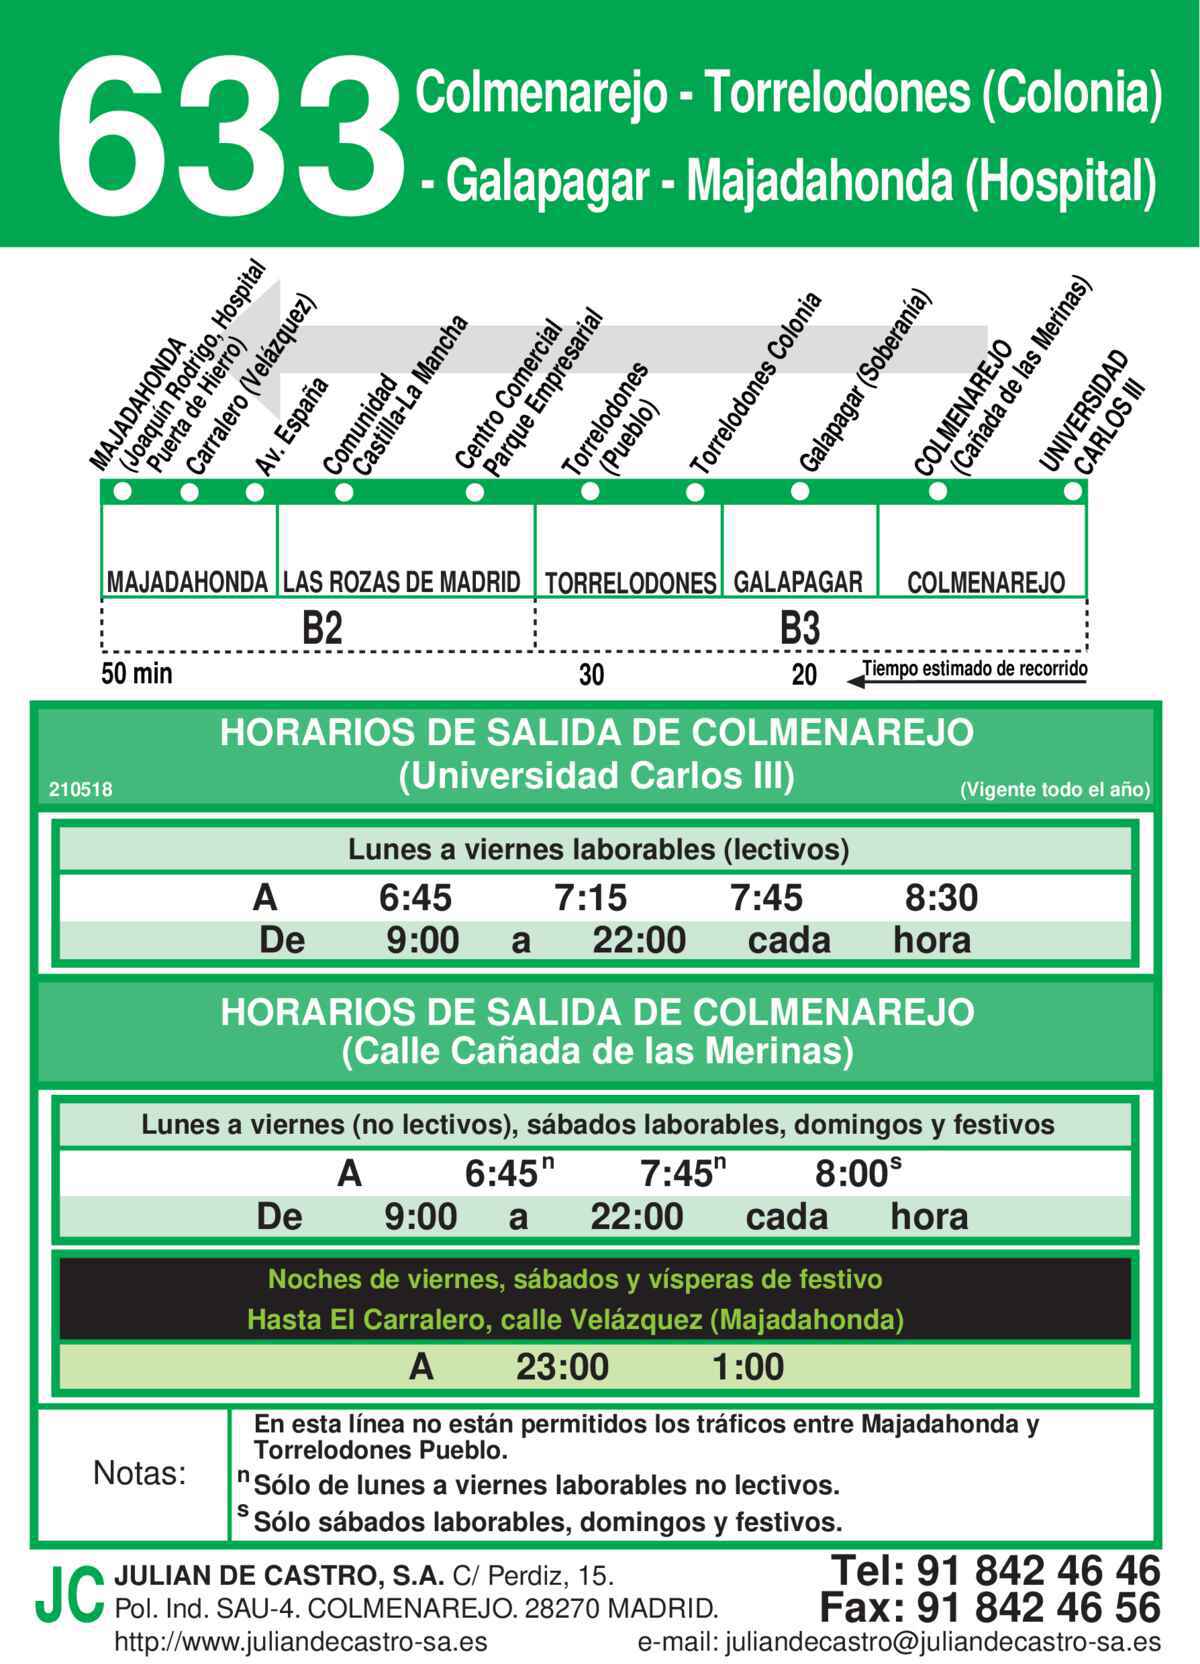 633
Colmenarejo - Torrelodones (Colonia)
- Galapagar - Majadahonda (Hospital)
MAJADAHONDA
(Joaquín Rodrigo, Hospital
Puerta de Hierro)
Carralero (Velázquez)
Av. España
Comunidad
Castilla-La Mancha
Centro Comercial
Parque Empresarial
Torrelodones
(Pueblo)
Torrelodones Colonia
Galapagar (Soberanía)
COLMENAREJO
(Cañada de las Merinas)
UNIVERSIDAD
CARLOS III
MAJADAHONDA LAS ROZAS DE MADRID TORRELODONES GALAPAGAR COLMENAREJO
B2 B3
50 min 30 20 Tiempo estimado de recorrido
HORARIOS DE SALIDA DE COLMENAREJO
(Universidad Carlos III)
210518 (Vigente todo el año)
Lunes a viernes laborables (lectivos)
A 6:45 7:15 7:45 8:30
De 9:00 a 22:00 cada hora
HORARIOS DE SALIDA DE COLMENAREJO
(Calle Cañada de las Merinas)
Lunes a viernes (no lectivos), sábados laborables, domingos y festivos
A 6:45ⁿ 7:45ⁿ 8:00ˢ
De 9:00 a 22:00 cada hora
Noches de viernes, sábados y vísperas de festivo
Hasta El Carralero, calle Velázquez (Majadahonda)
A 23:00 1:00
Notas:
En esta línea no están permitidos los tráficos entre Majadahonda y
Torrelodones Pueblo.
ⁿ Sólo de lunes a viernes laborables no lectivos.
ˢ Sólo sábados laborables, domingos y festivos.
JC
JULIAN DE CASTRO, S.A. C/ Perdiz, 15.
Pol. Ind. SAU-4. COLMENAREJO. 28270 MADRID.
http://www.juliandecastro-sa.es
Tel: 91 842 46 46
Fax: 91 842 46 56
e-mail: juliandecastro@juliandecastro-sa.es